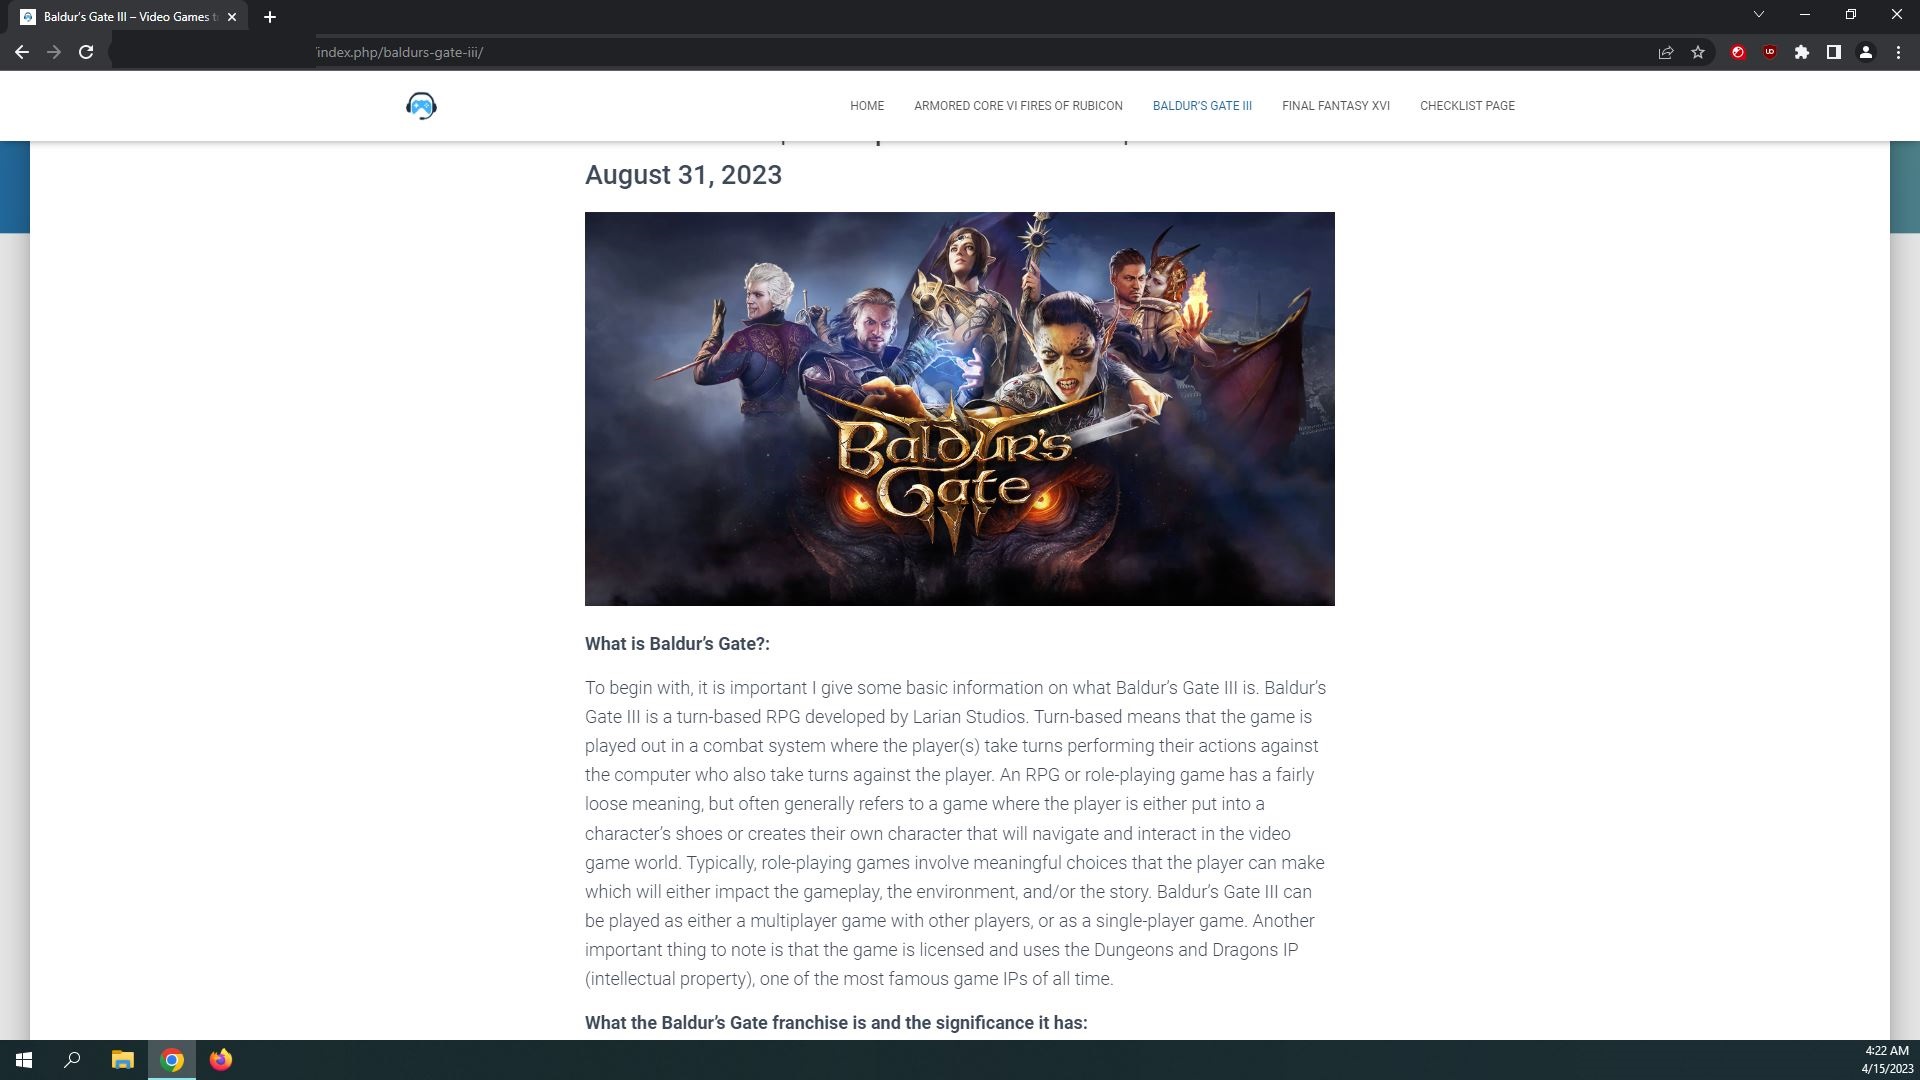 Baldur's Gate III – Video Games t
/index.php/baldurs-gate-iii/
HOME
ARMORED CORE VI FIRES OF RUBICON
BALDUR'S GATE III
FINAL FANTASY XVI
CHECKLIST PAGE
August 31, 2023
Baldur's
Gate
III
What is Baldur’s Gate?:
To begin with, it is important I give some basic information on what Baldur’s Gate III is. Baldur’s
Gate III is a turn-based RPG developed by Larian Studios. Turn-based means that the game is
played out in a combat system where the player(s) take turns performing their actions against
the computer who also take turns against the player. An RPG or role-playing game has a fairly
loose meaning, but often generally refers to a game where the player is either put into a
character’s shoes or creates their own character that will navigate and interact in the video
game world. Typically, role-playing games involve meaningful choices that the player can make
which will either impact the gameplay, the environment, and/or the story. Baldur’s Gate III can
be played as either a multiplayer game with other players, or as a single-player game. Another
important thing to note is that the game is licensed and uses the Dungeons and Dragons IP
(intellectual property), one of the most famous game IPs of all time.
What the Baldur’s Gate franchise is and the significance it has:
4:22 AM
4/15/2023